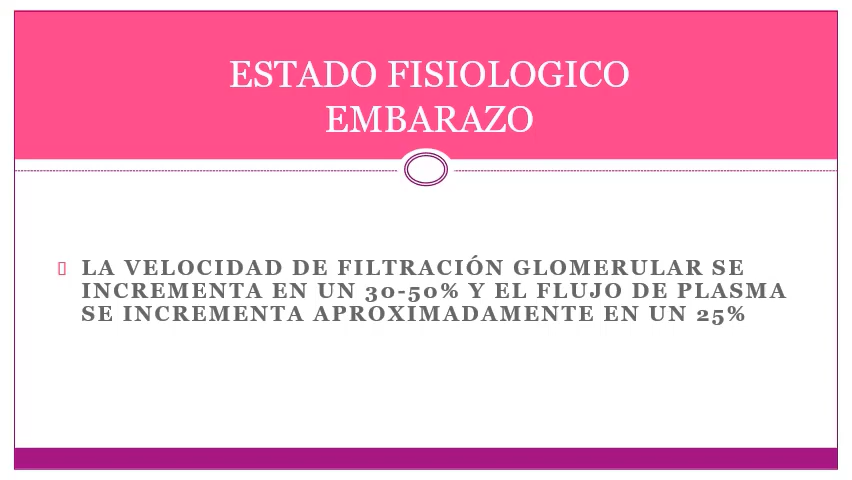 ESTADO FISIOLOGICO
EMBARAZO
LA VELOCIDAD DE FILTRACIÓN GLOMERULAR SE
INCREMENTA EN UN 30-50% Y EL FLUJO DE PLASMA
SE INCREMENTA APROXIMADAMENTE EN UN 25%